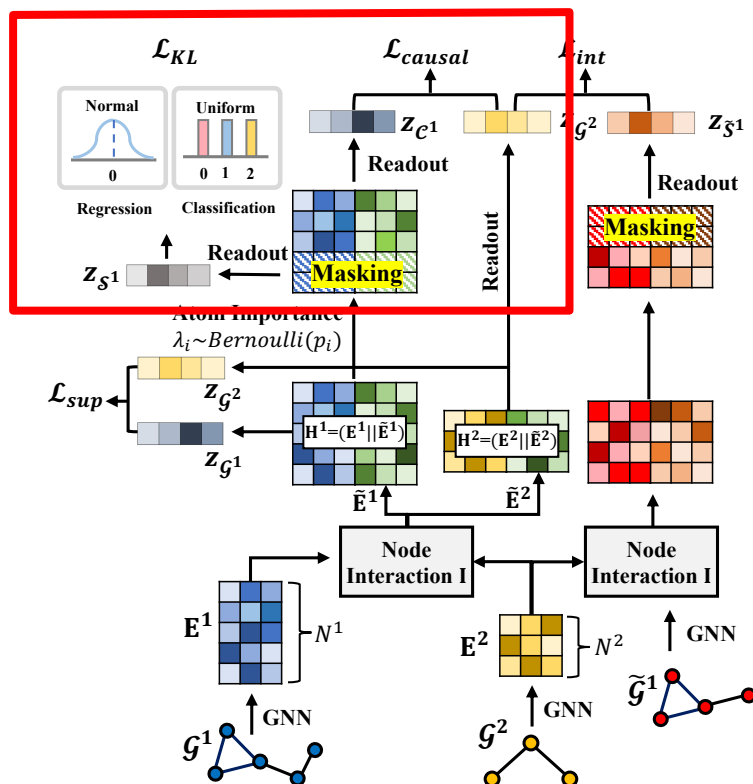 ℒ_KL
ℒ_causal
ℒ_int
Normal
0
Uniform
0 1 2
Regression
Classification
z_𝒞¹
z_𝒢²
z_𝒮̃¹
Readout
Readout
Readout
Readout
z_𝒮¹
Masking
Masking
Atom Importance
λᵢ~Bernoulli(pᵢ)
ℒ_sup
z_𝒢²
z_𝒢¹
H¹=(E¹||Ẽ¹)
H²=(E²||Ẽ²)
Ẽ¹
Ẽ²
Node
Interaction I
Node
Interaction I
E¹
N¹
E²
N²
GNN
GNN
GNN
𝒢¹
𝒢²
𝒢̃¹